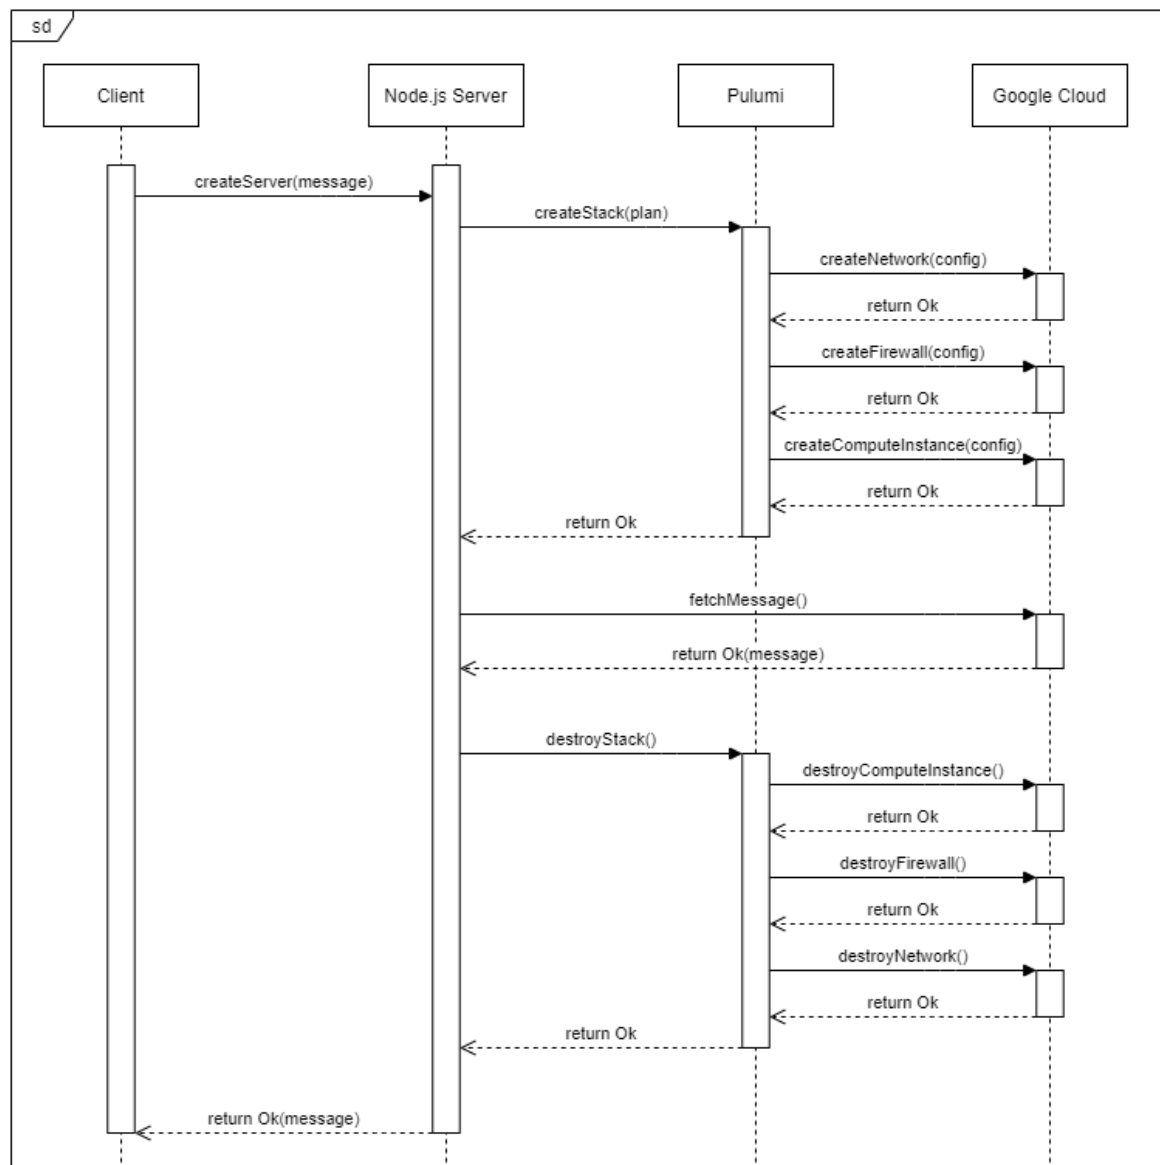 sd
Client
Node.js Server
Pulumi
Google Cloud
createServer(message)
createStack(plan)
createNetwork(config)
return Ok
createFirewall(config)
return Ok
createComputeInstance(config)
return Ok
return Ok
fetchMessage()
return Ok(message)
destroyStack()
destroyComputeInstance()
return Ok
destroyFirewall()
return Ok
destroyNetwork()
return Ok
return Ok
return Ok(message)